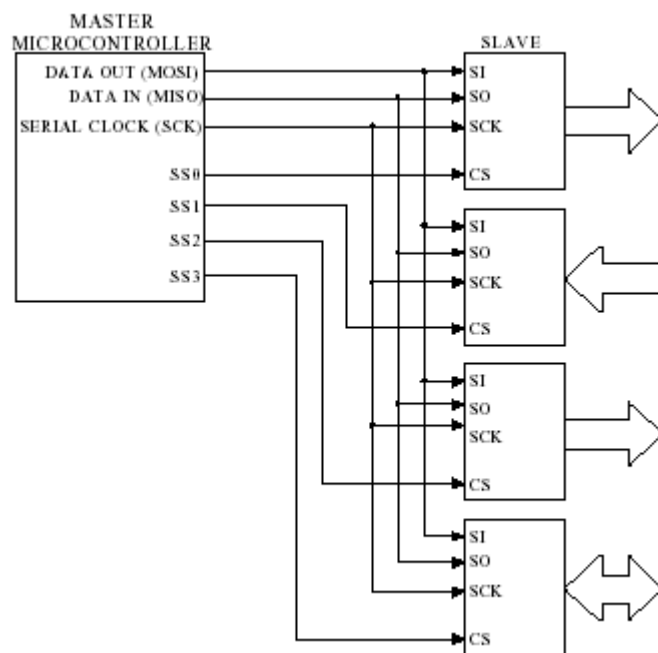 MASTER
MICROCONTROLLER
DATA OUT (MOSI)
DATA IN (MISO)
SERIAL CLOCK (SCK)
SS0
SS1
SS2
SS3
SLAVE
SI
SO
SCK
CS
SI
SO
SCK
CS
SI
SO
SCK
CS
SI
SO
SCK
CS